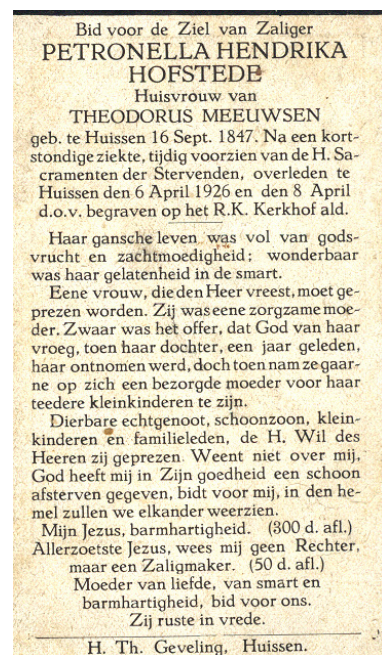 Bid voor de Ziel van Zaliger
PETRONELLA HENDRIKA
HOFSTEDE
Huisvrouw van
THEODORUS MEEUWSEN
geb. te Huissen 16 Sept. 1847. Na een kort-
stondige ziekte, tijdig voorzien van de H. Sa-
cramenten der Stervenden, overleden te
Huissen den 6 April 1926 en den 8 April
d.o.v. begraven op het R.K. Kerkhof ald.
Haar gansche leven was vol van gods-
vrucht en zachtmoedigheid; wonderbaar
was haar gelatenheid in de smart.
Eene vrouw, die den Heer vreest, moet ge-
prezen worden. Zij was eene zorgzame moe-
der. Zwaar was het offer, dat God van haar
vroeg, toen haar dochter, een jaar geleden,
haar ontnomen werd, doch toen nam ze gaar-
ne op zich een bezorgde moeder voor haar
teedere kleinkinderen te zijn.
Dierbare echtgenoot, schoonzoon, klein-
kinderen en familieleden, de H. Wil des
Heeren zij geprezen. Weent niet over mij,
God heeft mij in Zijn goedheid een schoon
afsterven gegeven, bidt voor mij, in den he-
mel zullen we elkander weerzien.
Mijn Jezus, barmhartigheid. (300 d. afl.)
Allerzoetste Jezus, wees mij geen Rechter,
maar een Zaligmaker. (50 d. afl.)
Moeder van liefde, van smart en
barmhartigheid, bid voor ons.
Zij ruste in vrede.
H. Th. Geveling, Huissen.